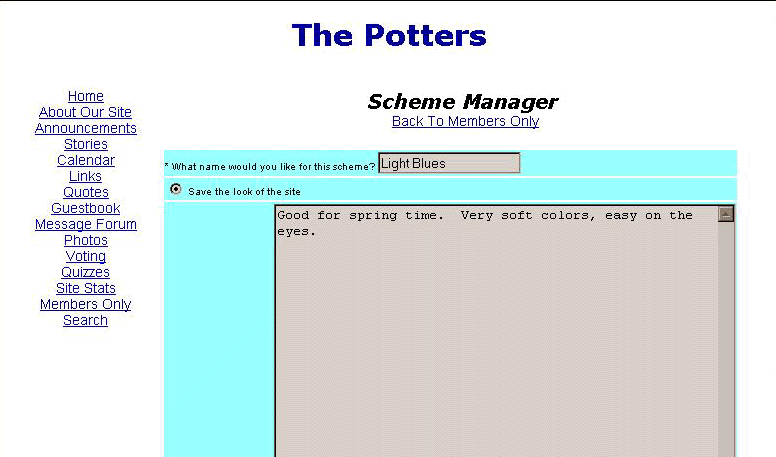 The Potters
Home
About Our Site
Announcements
Stories
Calendar
Links
Quotes
Guestbook
Message Forum
Photos
Voting
Quizzes
Site Stats
Members Only
Search
Scheme Manager
Back To Members Only
* What name would you like for this scheme? Light Blues
Save the look of the site
Good for spring time.  Very soft colors, easy on the
eyes.